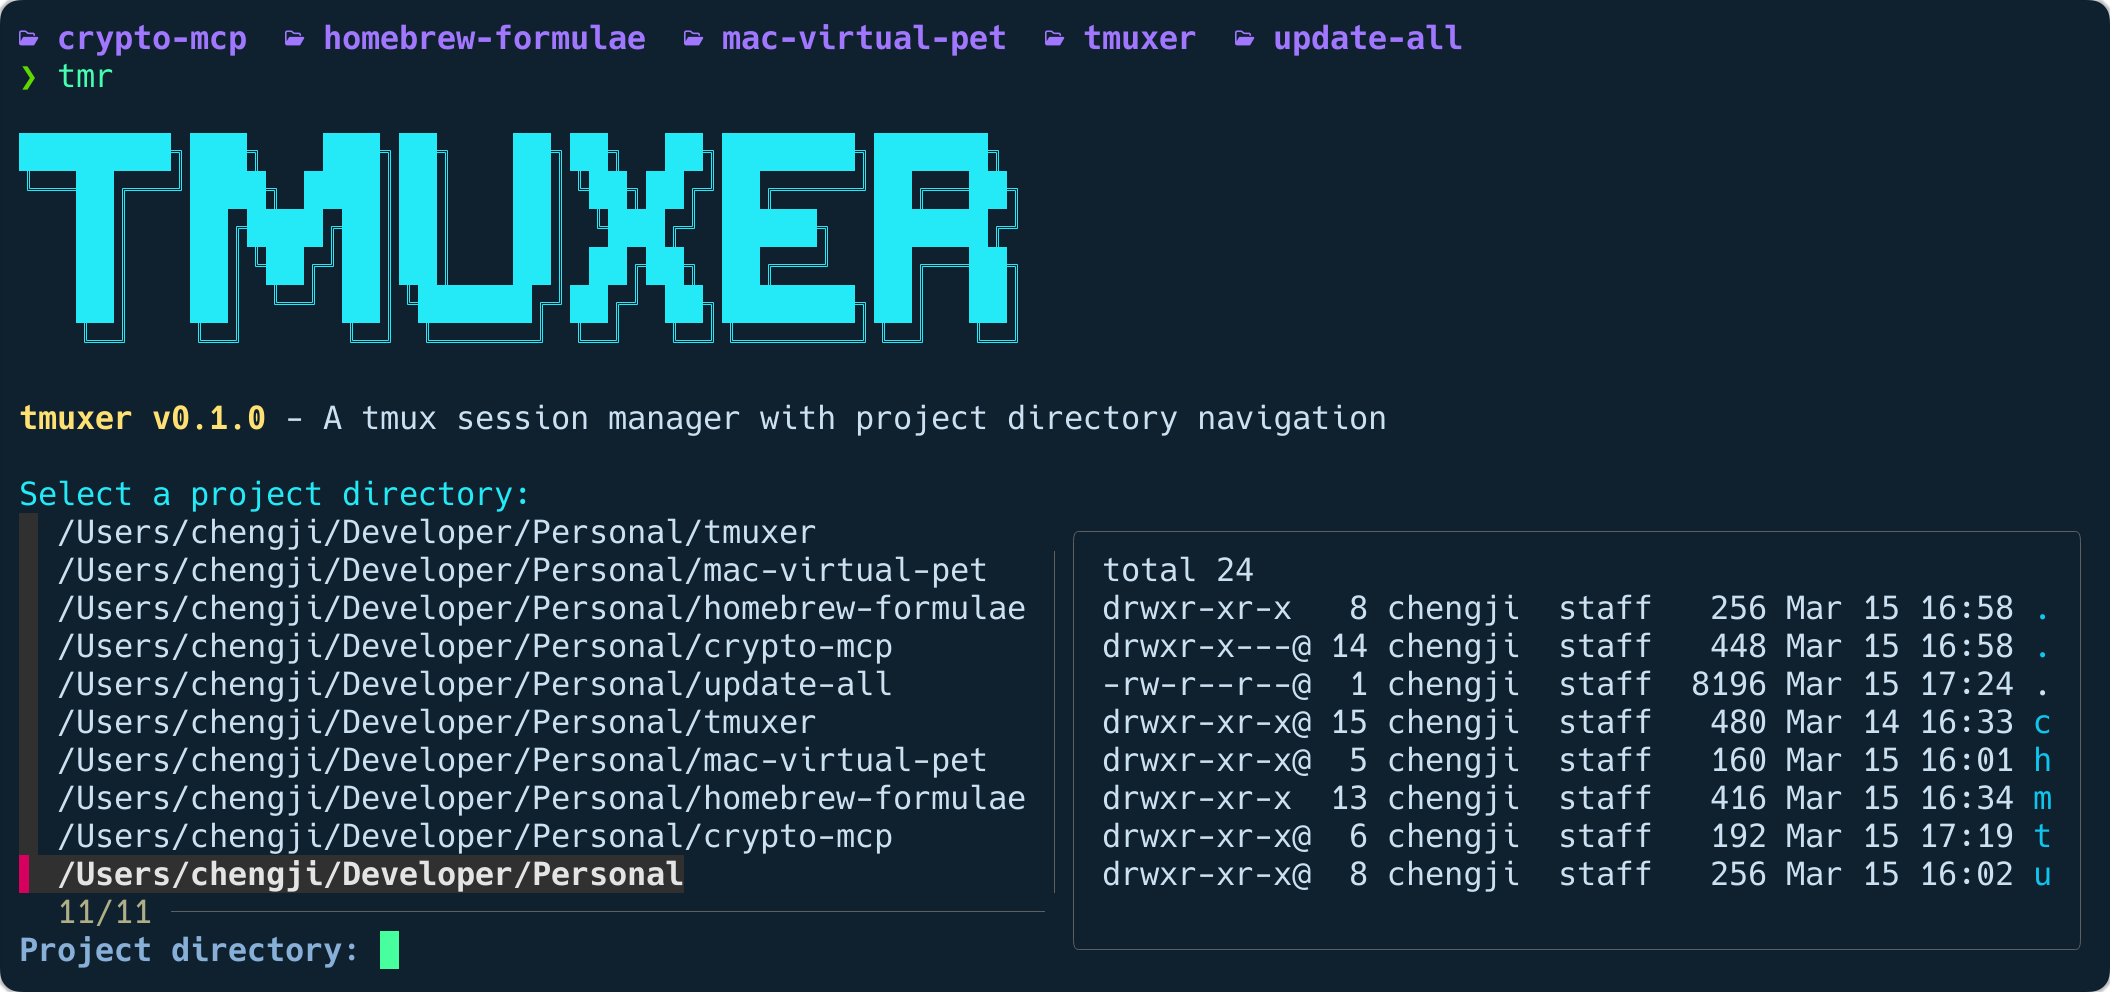 crypto-mcp homebrew-formulae mac-virtual-pet tmuxer update-all
❯ tmr
TMUXER
tmuxer v0.1.0 - A tmux session manager with project directory navigation
Select a project directory:
/Users/chengji/Developer/Personal/tmuxer
/Users/chengji/Developer/Personal/mac-virtual-pet
/Users/chengji/Developer/Personal/homebrew-formulae
/Users/chengji/Developer/Personal/crypto-mcp
/Users/chengji/Developer/Personal/update-all
/Users/chengji/Developer/Personal/tmuxer
/Users/chengji/Developer/Personal/mac-virtual-pet
/Users/chengji/Developer/Personal/homebrew-formulae
/Users/chengji/Developer/Personal/crypto-mcp
/Users/chengji/Developer/Personal
11/11
Project directory:
total 24
drwxr-xr-x   8 chengji  staff   256 Mar 15 16:58 .
drwxr-x---@ 14 chengji  staff   448 Mar 15 16:58 .
-rw-r--r--@  1 chengji  staff  8196 Mar 15 17:24 .
drwxr-xr-x@ 15 chengji  staff   480 Mar 14 16:33 c
drwxr-xr-x@  5 chengji  staff   160 Mar 15 16:01 h
drwxr-xr-x  13 chengji  staff   416 Mar 15 16:34 m
drwxr-xr-x@  6 chengji  staff   192 Mar 15 17:19 t
drwxr-xr-x@  8 chengji  staff   256 Mar 15 16:02 u